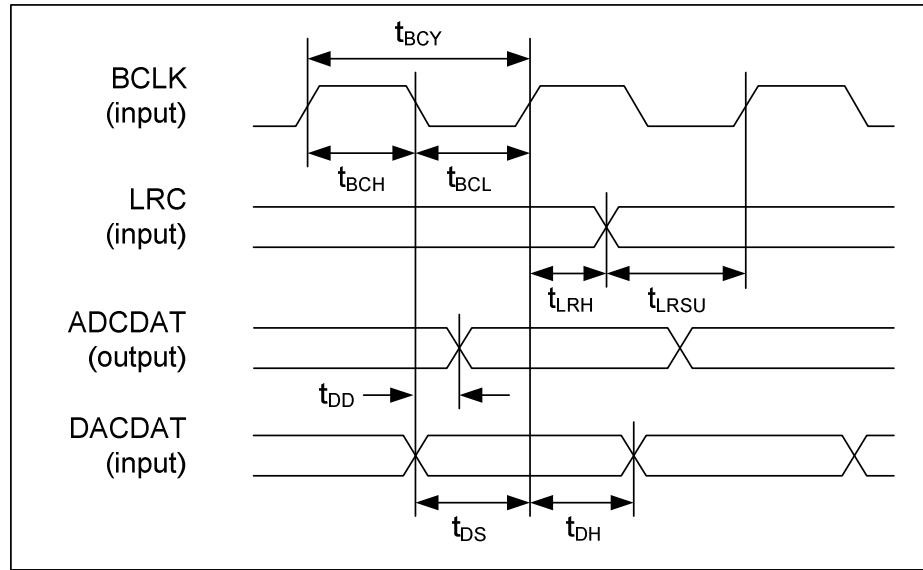 tBCY
BCLK
(input)
tBCH
tBCL
LRC
(input)
tLRH
tLRSU
ADCDAT
(output)
tDD
DACDAT
(input)
tDS
tDH